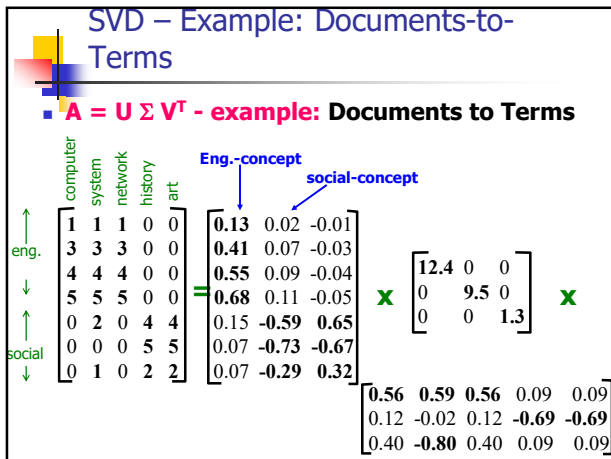 SVD – Example: Documents-to-
Terms
A = U Σ Vᵀ - example: Documents to Terms
computer system network history art
Eng.-concept
social-concept
eng.
social
1 1 1 0 0
3 3 3 0 0
4 4 4 0 0
5 5 5 0 0
0 2 0 4 4
0 0 0 5 5
0 1 0 2 2
=
0.13 0.02 -0.01
0.41 0.07 -0.03
0.55 0.09 -0.04
0.68 0.11 -0.05
0.15 -0.59 0.65
0.07 -0.73 -0.67
0.07 -0.29 0.32
x
12.4 0 0
0 9.5 0
0 0 1.3
x
0.56 0.59 0.56 0.09 0.09
0.12 -0.02 0.12 -0.69 -0.69
0.40 -0.80 0.40 0.09 0.09